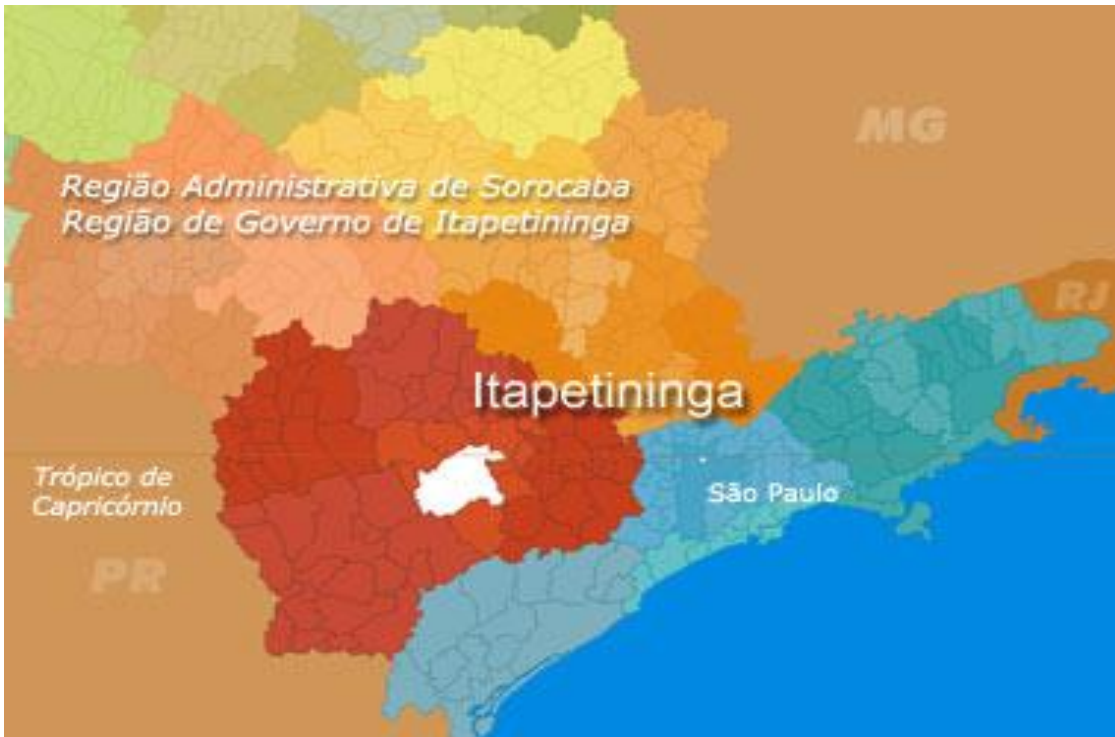 MG
Região Administrativa de Sorocaba
Região de Governo de Itapetininga
RJ
Itapetininga
Trópico de
Capricórnio
São Paulo
PR